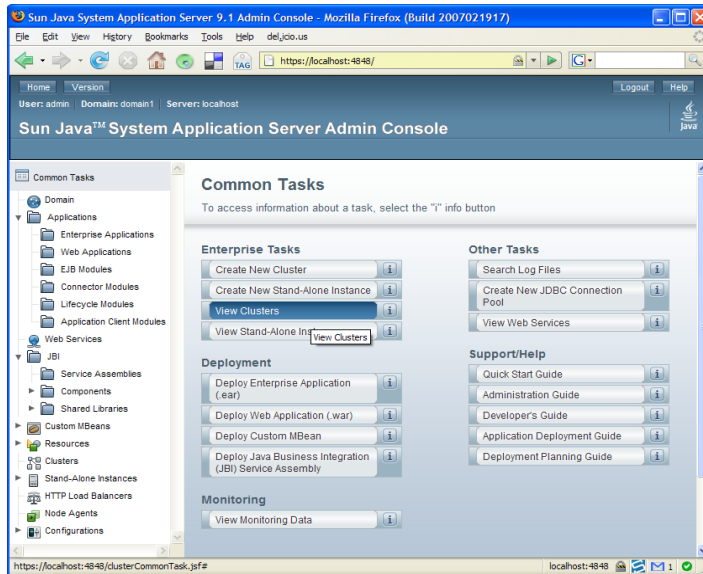 Sun Java System Application Server 9.1 Admin Console - Mozilla Firefox (Build 2007021917)
File Edit View History Bookmarks Tools Help del.icio.us
TAG https://localhost:4848/ G
Home Version Logout Help
User: admin Domain: domain1 Server: localhost
Sun Java™ System Application Server Admin Console
Java
Common Tasks
Domain
Applications
Enterprise Applications
Web Applications
EJB Modules
Connector Modules
Lifecycle Modules
Application Client Modules
Web Services
JBI
Service Assemblies
Components
Shared Libraries
Custom MBeans
Resources
Clusters
Stand-Alone Instances
HTTP Load Balancers
Node Agents
Configurations
Common Tasks
To access information about a task, select the "i" info button
Enterprise Tasks
Create New Cluster i
Create New Stand-Alone Instance i
View Clusters i
View Stand-Alone Ins i
View Clusters
Deployment
Deploy Enterprise Application i
(.ear)
Deploy Web Application (.war) i
Deploy Custom MBean i
Deploy Java Business Integration i
(JBI) Service Assembly
Monitoring
View Monitoring Data i
Other Tasks
Search Log Files i
Create New JDBC Connection i
Pool
View Web Services i
Support/Help
Quick Start Guide i
Administration Guide i
Developer's Guide i
Application Deployment Guide i
Deployment Planning Guide i
https://localhost:4848/clusterCommonTask.jsf# localhost:4848 1